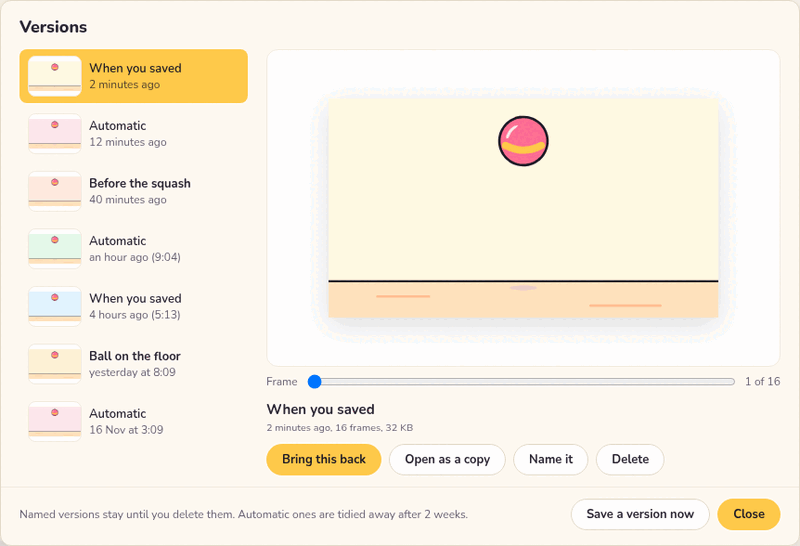 Versions
When you saved
2 minutes ago
Automatic
12 minutes ago
Before the squash
40 minutes ago
Automatic
an hour ago (9:04)
When you saved
4 hours ago (5:13)
Ball on the floor
yesterday at 8:09
Automatic
16 Nov at 3:09
Frame
1 of 16
When you saved
2 minutes ago, 16 frames, 32 KB
Bring this back
Open as a copy
Name it
Delete
Named versions stay until you delete them. Automatic ones are tidied away after 2 weeks.
Save a version now
Close